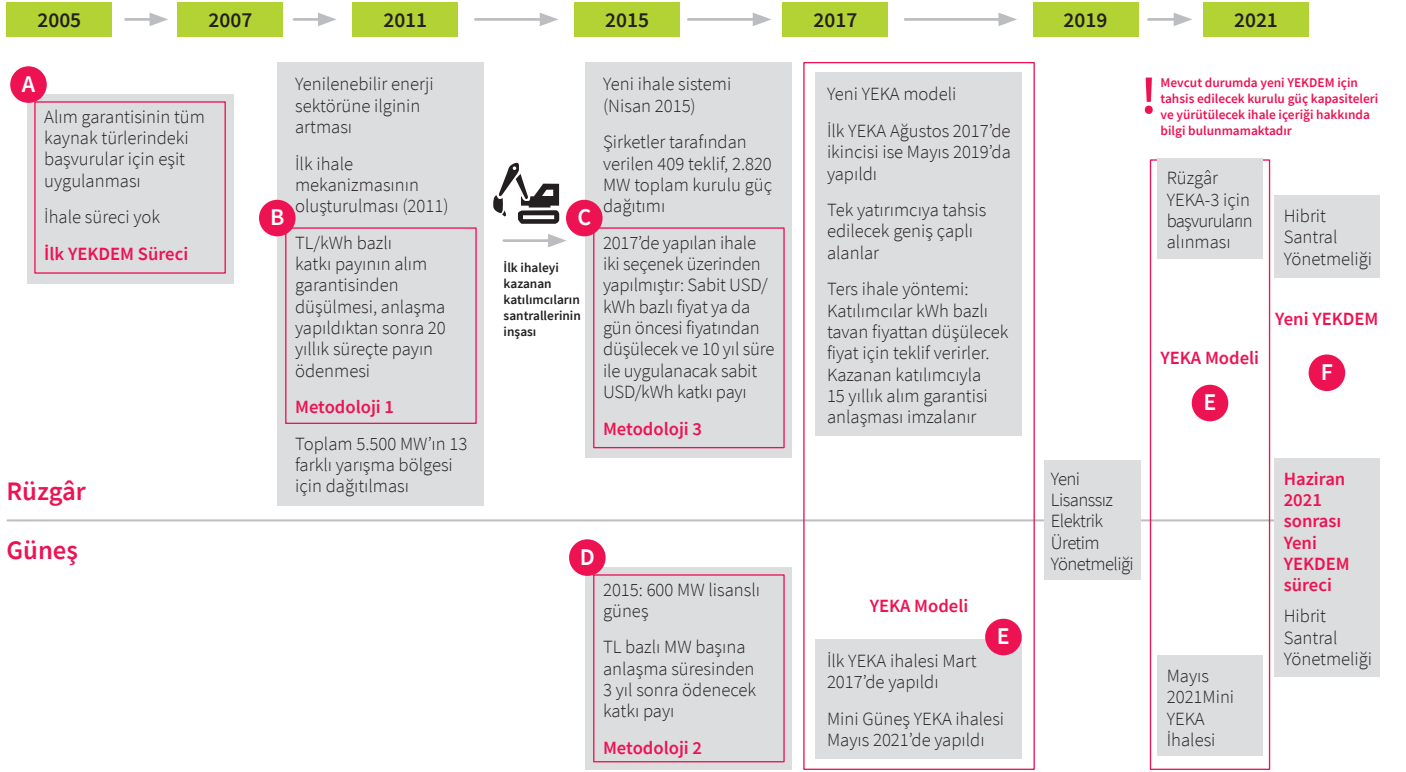 2005
2007
2011
2015
2017
2019
2021
A
Alım garantisinin tüm
kaynak türlerindeki
başvurular için eşit
uygulanması
İhale süreci yok
İlk YEKDEM Süreci
Yenilenebilir enerji
sektörüne ilginin
artması
İlk ihale
mekanizmasının
oluşturulması (2011)
B
TL/kWh bazlı
katkı payının alım
garantisinden
düşülmesi, anlaşma
yapıldıktan sonra 20
yıllık süreçte payın
ödenmesi
Metodoloji 1
Toplam 5.500 MW’ın 13
farklı yarışma bölgesi
için dağıtılması
İlk ihaleyi
kazanan
katılımcıların
santrallerinin
inşası
Yeni ihale sistemi
(Nisan 2015)
Şirketler tarafından
verilen 409 teklif, 2.820
MW toplam kurulu güç
dağıtımı
C
2017’de yapılan ihale
iki seçenek üzerinden
yapılmıştır: Sabit USD/
kWh bazlı fiyat ya da
gün öncesi fiyatından
düşülecek ve 10 yıl süre
ile uygulanacak sabit
USD/kWh katkı payı
Metodoloji 3
Yeni YEKA modeli
İlk YEKA Ağustos 2017’de
ikincisi ise Mayıs 2019’da
yapıldı
Tek yatırımcıya tahsis
edilecek geniş çaplı
alanlar
Ters ihale yöntemi:
Katılımcılar kWh bazlı
tavan fiyattan düşülecek
fiyat için teklif verirler.
Kazanan katılımcıyla
15 yıllık alım garantisi
anlaşması imzalanır
! Mevcut durumda yeni YEKDEM için
tahsis edilecek kurulu güç kapasiteleri
ve yürütülecek ihale içeriği hakkında
bilgi bulunmamaktadır
Rüzgâr
YEKA-3 için
başvuruların
alınması
YEKA Modeli
E
Hibrit
Santral
Yönetmeliği
Yeni YEKDEM
F
Rüzgâr
Güneş
D
2015: 600 MW lisanslı
güneş
TL bazlı MW başına
anlaşma süresinden
3 yıl sonra ödenecek
katkı payı
Metodoloji 2
YEKA Modeli
E
İlk YEKA ihalesi Mart
2017’de yapıldı
Mini Güneş YEKA ihalesi
Mayıs 2021’de yapıldı
Yeni
Lisanssız
Elektrik
Üretim
Yönetmeliği
Mayıs
2021Mini
YEKA
İhalesi
Haziran
2021
sonrası
Yeni
YEKDEM
süreci
Hibrit
Santral
Yönetmeliği